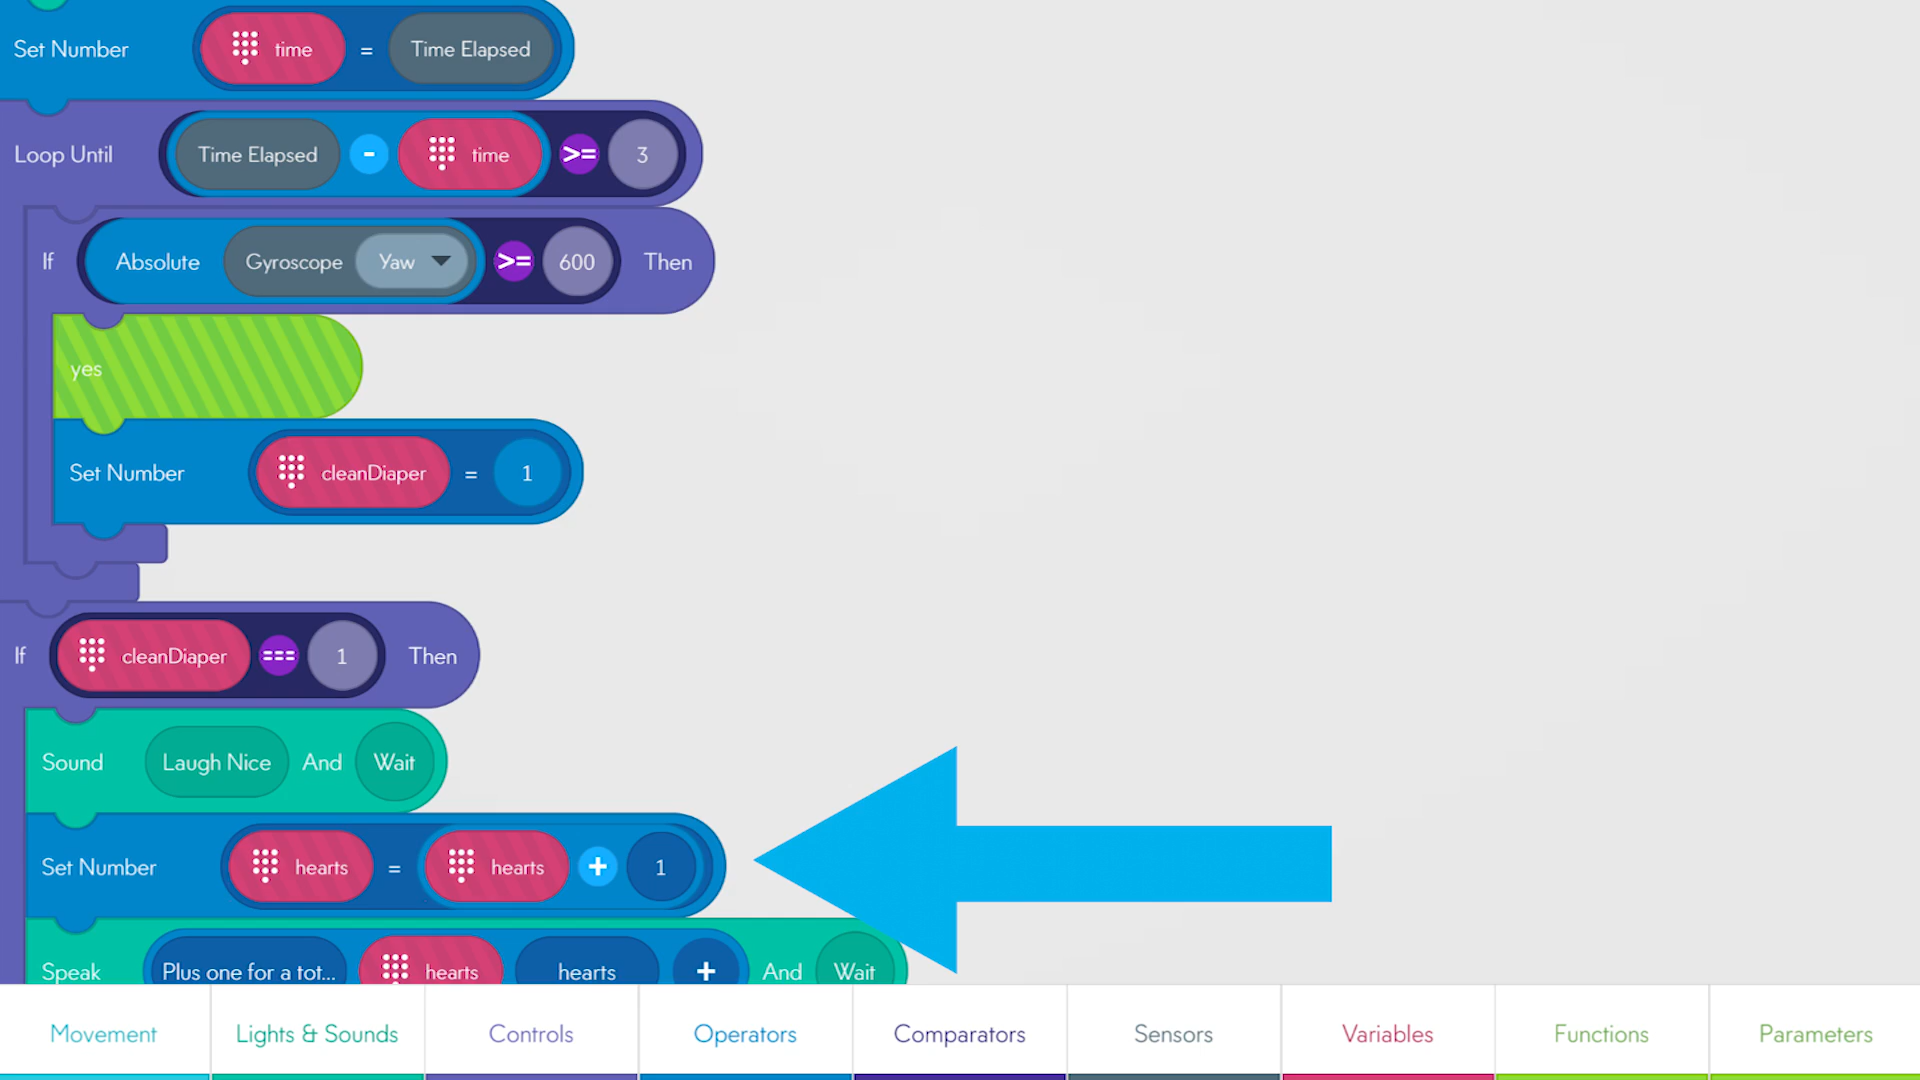 Set Number time = Time Elapsed
Loop Until Time Elapsed - time >= 3
If Absolute Gyroscope Yaw >= 600 Then
yes
Set Number cleanDiaper = 1
If cleanDiaper === 1 Then
Sound Laugh Nice And Wait
Set Number hearts = hearts + 1
Speak Plus one for a tot... hearts hearts + And Wait
Movement Lights & Sounds Controls Operators Comparators Sensors Variables Functions Parameters